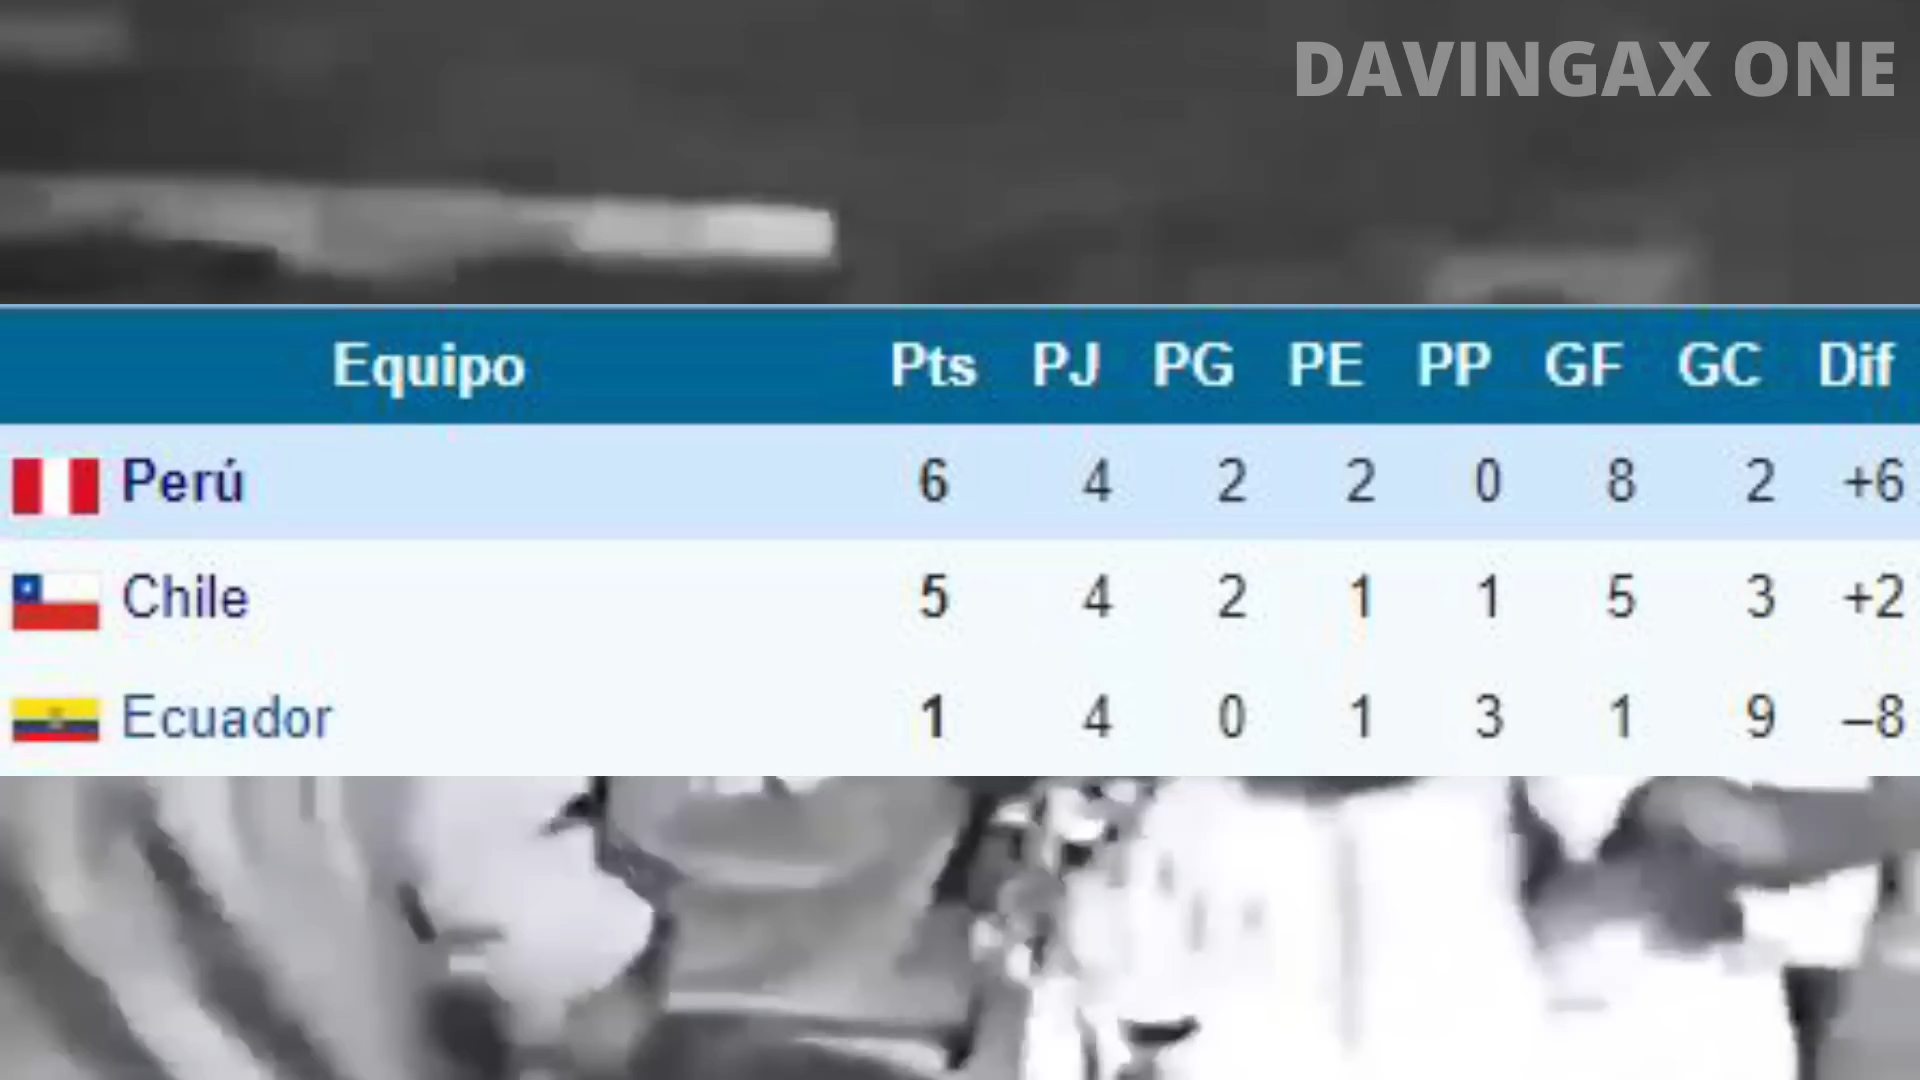 DAVINGAX ONE
Equipo Pts PJ PG PE PP GF GC Dif
Perú 6 4 2 2 0 8 2 +6
Chile 5 4 2 1 1 5 3 +2
Ecuador 1 4 0 1 3 1 9 –8